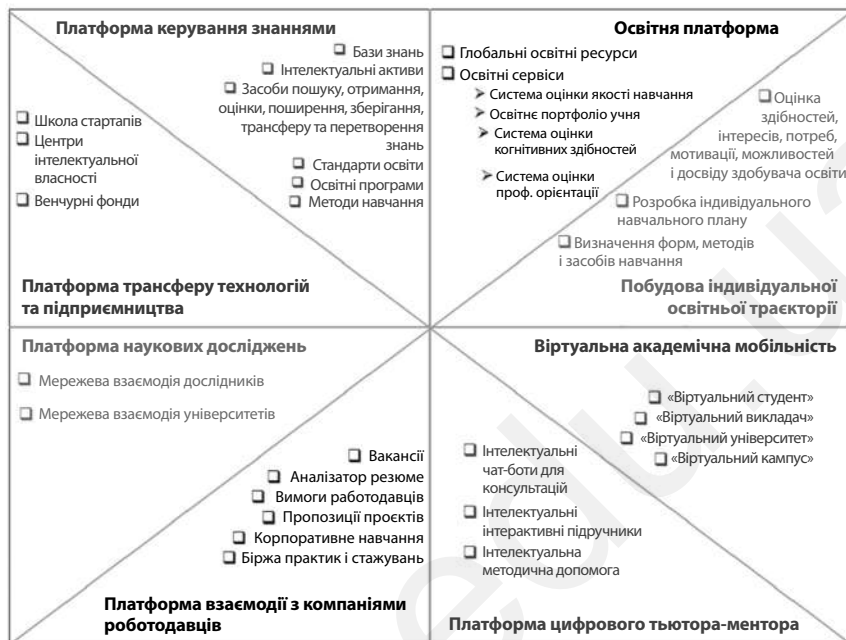 Платформа керування знаннями
Бази знань
Інтелектуальні активи
Засоби пошуку, отримання,
оцінки, поширення, зберігання,
трансферу та перетворення
знань
Стандарти освіти
Освітні програми
Методи навчання
Школа стартапів
Центри
інтелектуальної
власності
Венчурні фонди
Платформа трансферу технологій
та підприємництва
Освітня платформа
Глобальні освітні ресурси
Освітні сервіси
Система оцінки якості навчання
Освітнє портфоліо учня
Система оцінки
когнітивних здібностей
Система оцінки
проф. орієнтації
Оцінка
здібностей,
інтересів, потреб,
мотивації, можливостей
і досвіду здобувача освіти
Розробка індивідуального
навчального плану
Визначення форм, методів
і засобів навчання
Побудова індивідуальної
освітньої траєкторії
Платформа наукових досліджень
Мережева взаємодія дослідників
Мережева взаємодія університетів
Вакансії
Аналізатор резюме
Вимоги работодавців
Пропозиції проєктів
Корпоративне навчання
Біржа практик і стажувань
Платформа взаємодії з компаніями
роботодавців
Віртуальна академічна мобільність
«Віртуальний студент»
«Віртуальний викладач»
«Віртуальний університет»
«Віртуальний кампус»
Інтелектуальні
чат-боти для
консультацій
Інтелектуальні
інтерактивні підручники
Інтелектуальна
методична допомога
Платформа цифрового тьютора-ментора